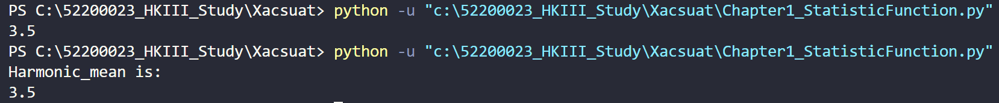 PS C:\52200023_HKIII_Study\Xacsuat> python -u "c:\52200023_HKIII_Study\Xacsuat\Chapter1_StatisticFunction.py"
3.5
PS C:\52200023_HKIII_Study\Xacsuat> python -u "c:\52200023_HKIII_Study\Xacsuat\Chapter1_StatisticFunction.py"
Harmonic_mean is:
3.5